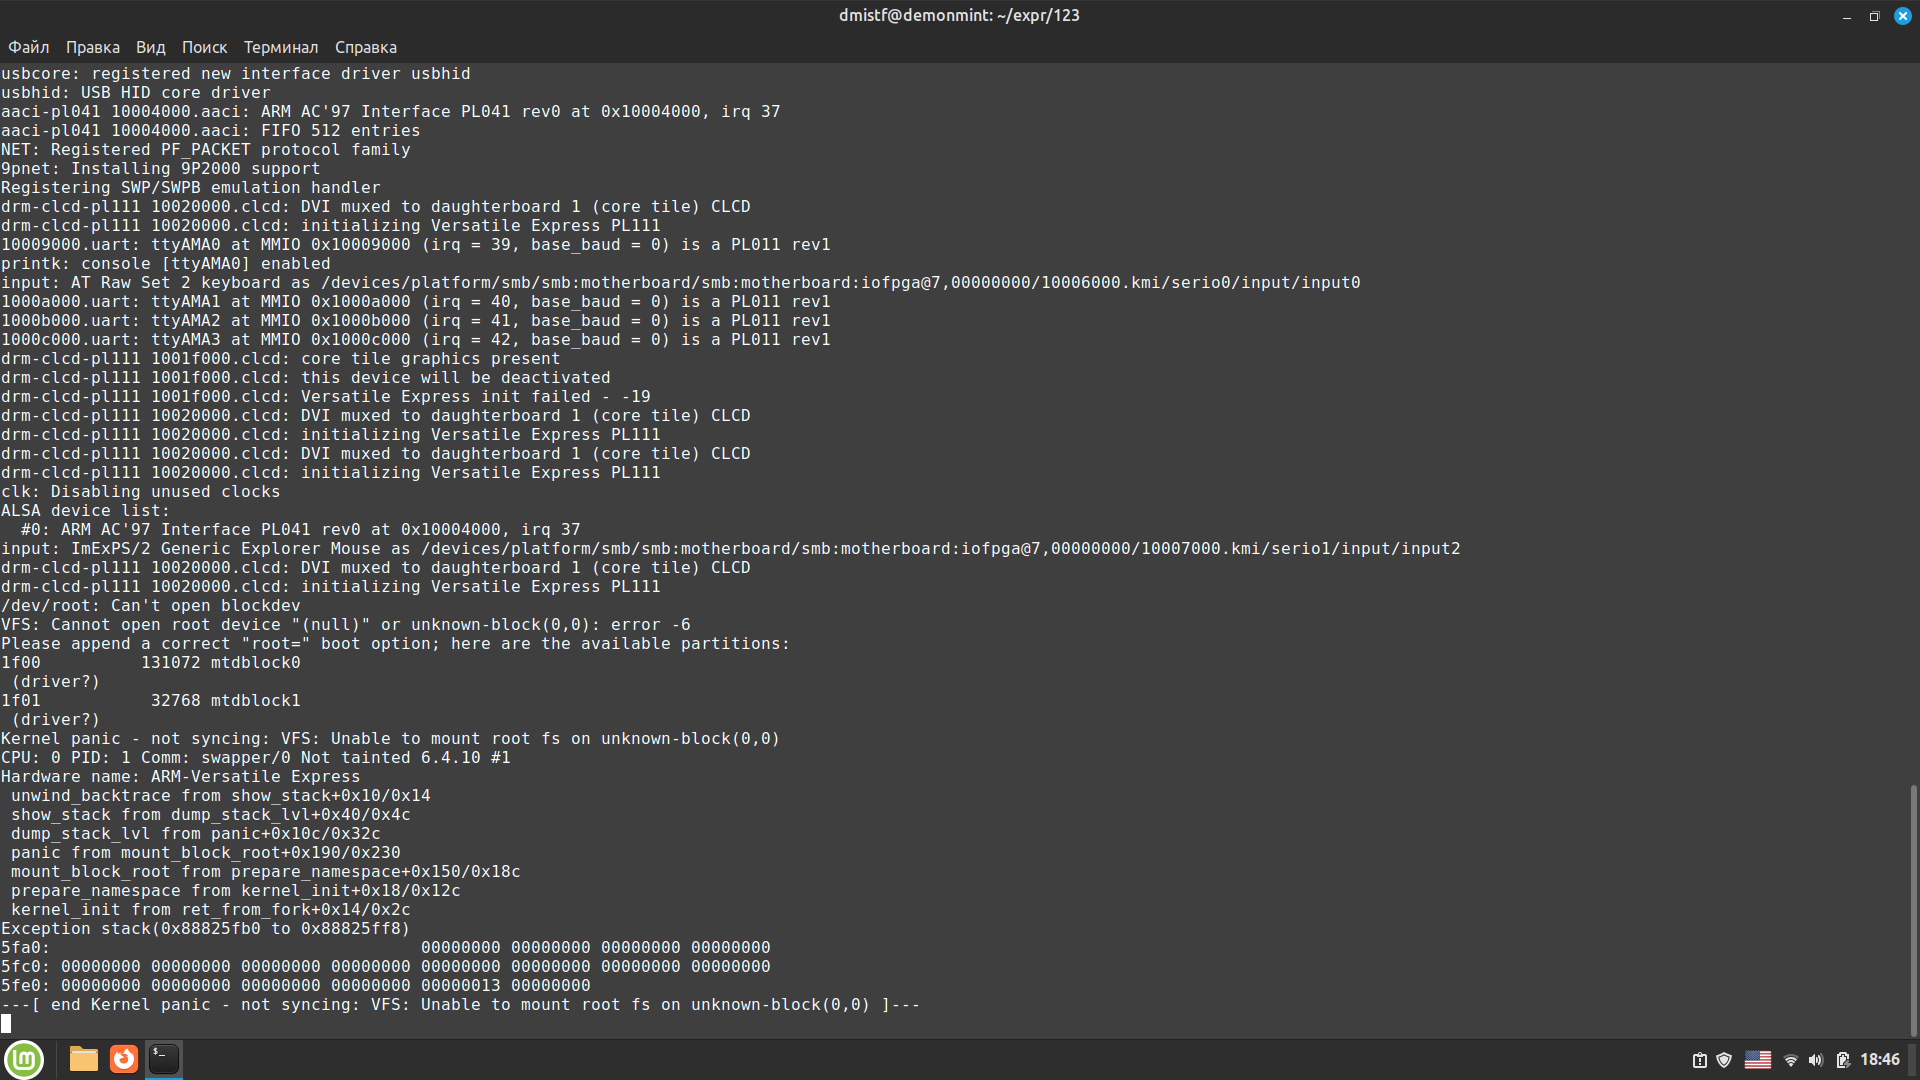 dmistf@demonmint: ~/expr/123
Файл Правка Вид Поиск Терминал Справка
usbcore: registered new interface driver usbhid
usbhid: USB HID core driver
aaci-pl041 10004000.aaci: ARM AC'97 Interface PL041 rev0 at 0x10004000, irq 37
aaci-pl041 10004000.aaci: FIFO 512 entries
NET: Registered PF_PACKET protocol family
9pnet: Installing 9P2000 support
Registering SWP/SWPB emulation handler
drm-clcd-pl111 10020000.clcd: DVI muxed to daughterboard 1 (core tile) CLCD
drm-clcd-pl111 10020000.clcd: initializing Versatile Express PL111
10009000.uart: ttyAMA0 at MMIO 0x10009000 (irq = 39, base_baud = 0) is a PL011 rev1
printk: console [ttyAMA0] enabled
input: AT Raw Set 2 keyboard as /devices/platform/smb/smb:motherboard/smb:motherboard:iofpga@7,00000000/10006000.kmi/serio0/input/input0
1000a000.uart: ttyAMA1 at MMIO 0x1000a000 (irq = 40, base_baud = 0) is a PL011 rev1
1000b000.uart: ttyAMA2 at MMIO 0x1000b000 (irq = 41, base_baud = 0) is a PL011 rev1
1000c000.uart: ttyAMA3 at MMIO 0x1000c000 (irq = 42, base_baud = 0) is a PL011 rev1
drm-clcd-pl111 1001f000.clcd: core tile graphics present
drm-clcd-pl111 1001f000.clcd: this device will be deactivated
drm-clcd-pl111 1001f000.clcd: Versatile Express init failed - -19
drm-clcd-pl111 10020000.clcd: DVI muxed to daughterboard 1 (core tile) CLCD
drm-clcd-pl111 10020000.clcd: initializing Versatile Express PL111
drm-clcd-pl111 10020000.clcd: DVI muxed to daughterboard 1 (core tile) CLCD
drm-clcd-pl111 10020000.clcd: initializing Versatile Express PL111
clk: Disabling unused clocks
ALSA device list:
  #0: ARM AC'97 Interface PL041 rev0 at 0x10004000, irq 37
input: ImExPS/2 Generic Explorer Mouse as /devices/platform/smb/smb:motherboard/smb:motherboard:iofpga@7,00000000/10007000.kmi/serio1/input/input2
drm-clcd-pl111 10020000.clcd: DVI muxed to daughterboard 1 (core tile) CLCD
drm-clcd-pl111 10020000.clcd: initializing Versatile Express PL111
/dev/root: Can't open blockdev
VFS: Cannot open root device "(null)" or unknown-block(0,0): error -6
Please append a correct "root=" boot option; here are the available partitions:
1f00          131072 mtdblock0
 (driver?)
1f01           32768 mtdblock1
 (driver?)
Kernel panic - not syncing: VFS: Unable to mount root fs on unknown-block(0,0)
CPU: 0 PID: 1 Comm: swapper/0 Not tainted 6.4.10 #1
Hardware name: ARM-Versatile Express
 unwind_backtrace from show_stack+0x10/0x14
 show_stack from dump_stack_lvl+0x40/0x4c
 dump_stack_lvl from panic+0x10c/0x32c
 panic from mount_block_root+0x190/0x230
 mount_block_root from prepare_namespace+0x150/0x18c
 prepare_namespace from kernel_init+0x18/0x12c
 kernel_init from ret_from_fork+0x14/0x2c
Exception stack(0x88825fb0 to 0x88825ff8)
5fa0:                                     00000000 00000000 00000000 00000000
5fc0: 00000000 00000000 00000000 00000000 00000000 00000000 00000000 00000000
5fe0: 00000000 00000000 00000000 00000000 00000013 00000000
---[ end Kernel panic - not syncing: VFS: Unable to mount root fs on unknown-block(0,0) ]---
18:46